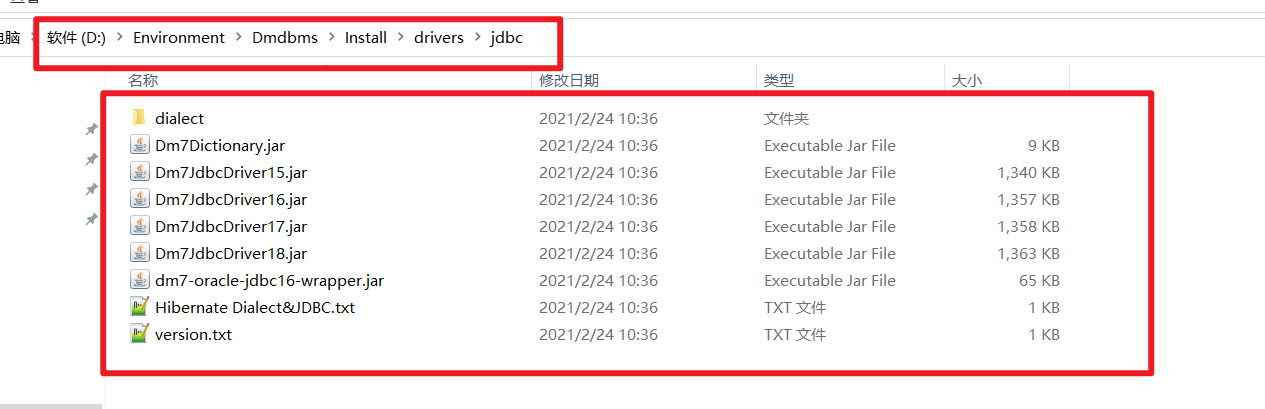 电脑 > 软件 (D:) > Environment > Dmdbms > Install > drivers > jdbc
名称 修改日期 类型 大小
dialect 2021/2/24 10:36 文件夹
Dm7Dictionary.jar 2021/2/24 10:36 Executable Jar File 9 KB
Dm7JdbcDriver15.jar 2021/2/24 10:36 Executable Jar File 1,340 KB
Dm7JdbcDriver16.jar 2021/2/24 10:36 Executable Jar File 1,357 KB
Dm7JdbcDriver17.jar 2021/2/24 10:36 Executable Jar File 1,358 KB
Dm7JdbcDriver18.jar 2021/2/24 10:36 Executable Jar File 1,363 KB
dm7-oracle-jdbc16-wrapper.jar 2021/2/24 10:36 Executable Jar File 65 KB
Hibernate Dialect&JDBC.txt 2021/2/24 10:36 TXT 文件 1 KB
version.txt 2021/2/24 10:36 TXT 文件 1 KB